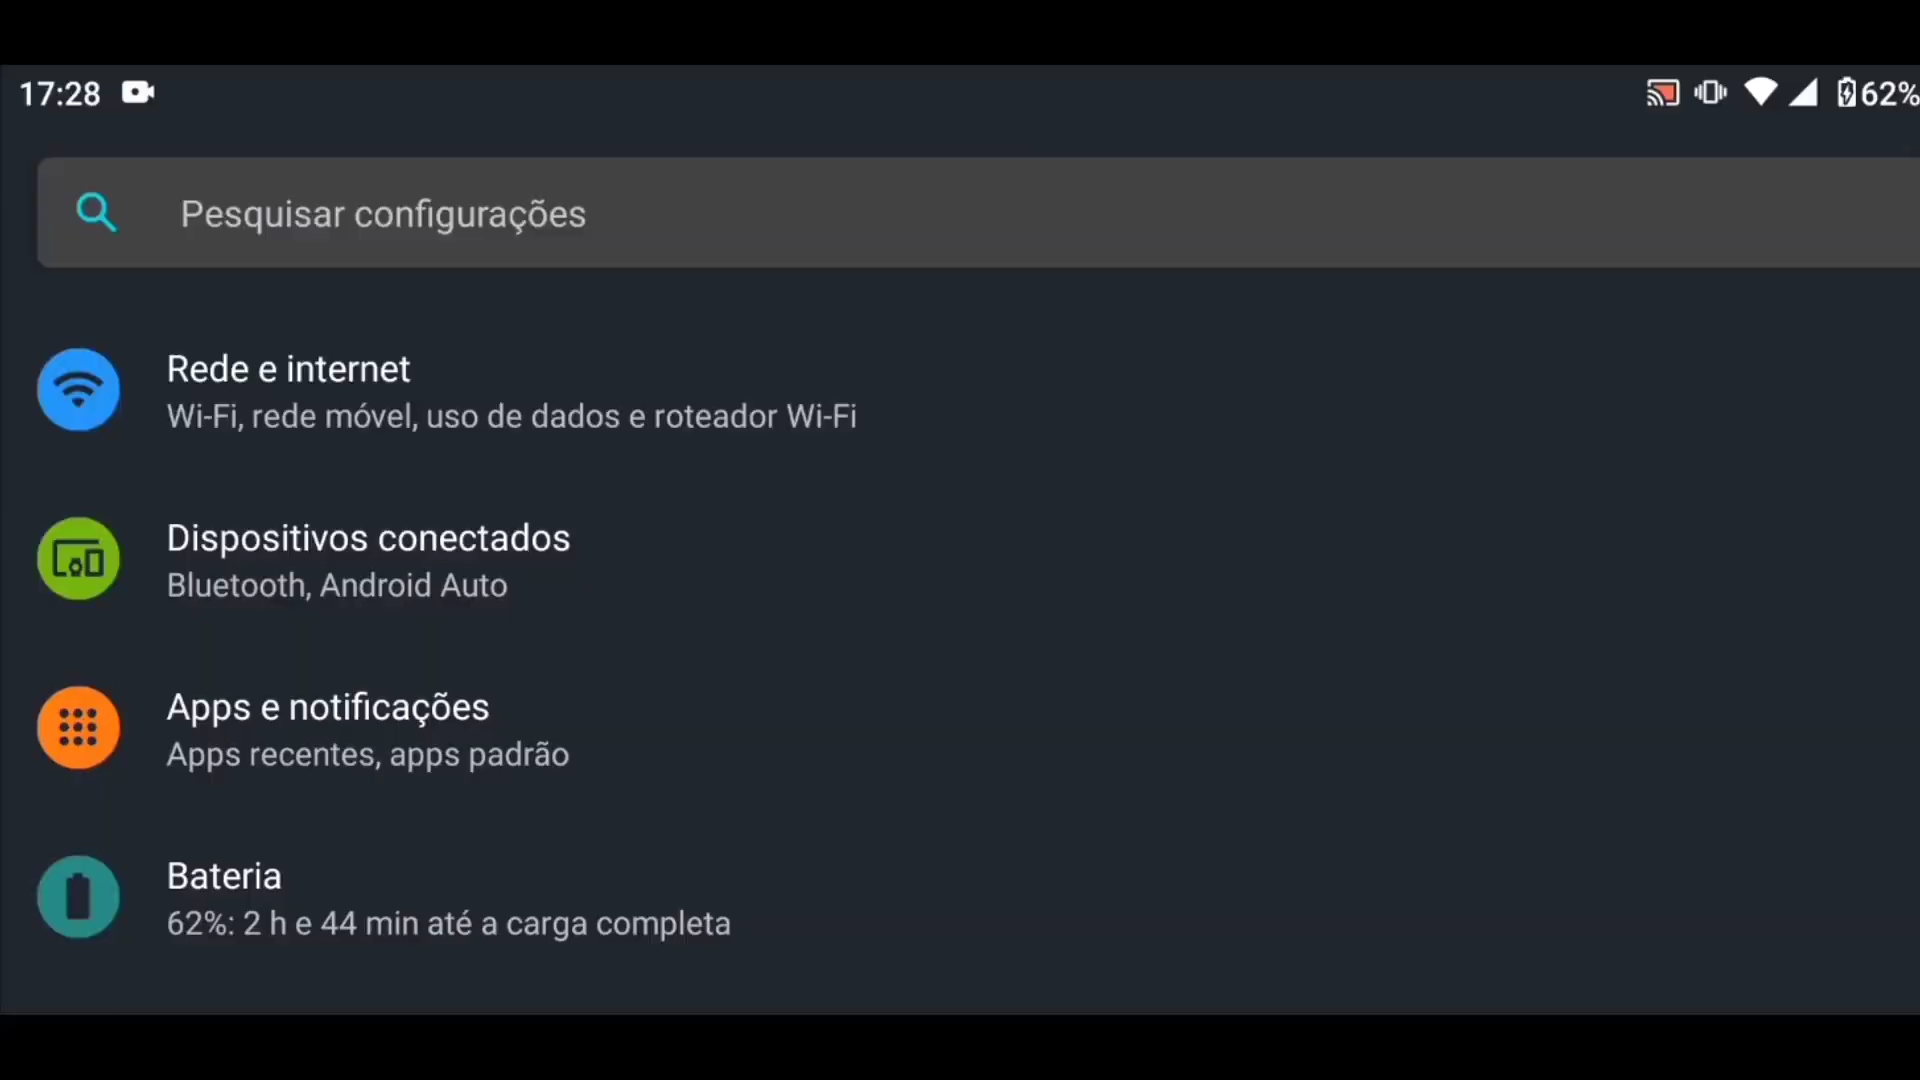 17:28
62%
Pesquisar configurações
Rede e internet
Wi-Fi, rede móvel, uso de dados e roteador Wi-Fi
Dispositivos conectados
Bluetooth, Android Auto
Apps e notificações
Apps recentes, apps padrão
Bateria
62%: 2 h e 44 min até a carga completa